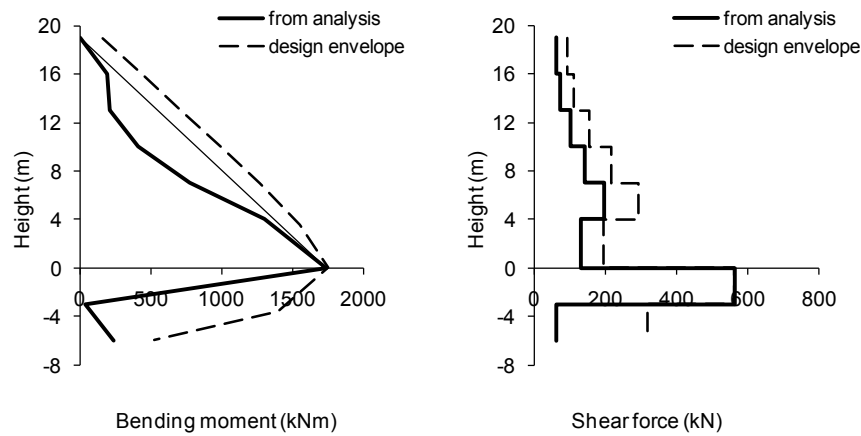 from analysis
design envelope
20
16
12
8
4
0
-4
-8
0 500 1000 1500 2000
Height (m)
Bending moment (kNm)
from analysis
design envelope
20
16
12
8
4
0
-4
-8
0 200 400 600 800
Height (m)
Shear force (kN)